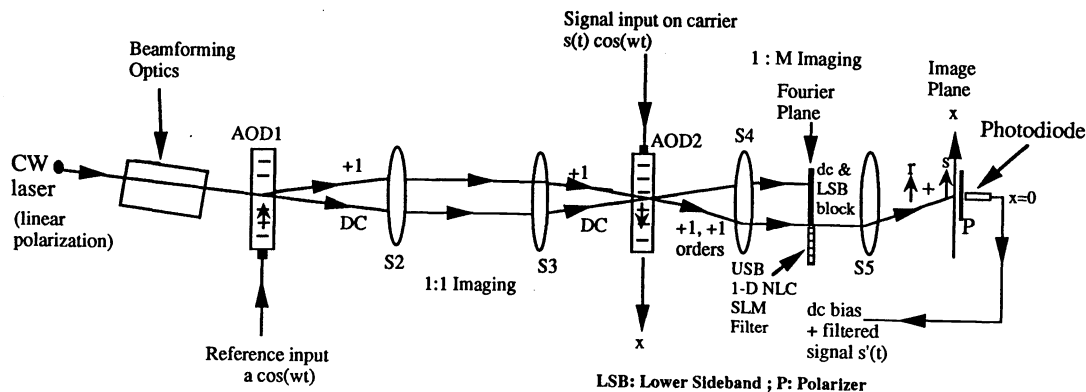 Signal input on carrier
s(t) cos(wt)
Beamforming
Optics
1 : M Imaging
Fourier
Plane
Image
Plane
x
Photodiode
AOD1
AOD2
S4
CW
laser
(linear
polarization)
+1
DC
+1
DC
dc &
LSB
block
r
+
s
x=0
P
+1, +1
orders
S2
S3
S5
1:1 Imaging
USB
1-D NLC
SLM
Filter
dc bias
+ filtered
signal s'(t)
x
Reference input
a cos(wt)
LSB: Lower Sideband ; P: Polarizer